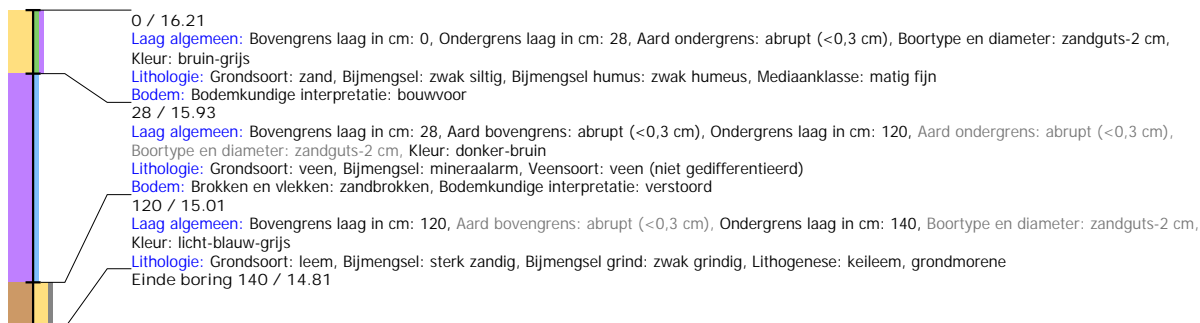 0 / 16.21
Laag algemeen: Bovengrens laag in cm: 0, Ondergrens laag in cm: 28, Aard ondergrens: abrupt (<0,3 cm), Boortype en diameter: zandguts-2 cm,
Kleur: bruin-grijs
Lithologie: Grondsoort: zand, Bijmengsel: zwak siltig, Bijmengsel humus: zwak humeus, Mediaanklasse: matig fijn
Bodem: Bodemkundige interpretatie: bouwvoor
28 / 15.93
Laag algemeen: Bovengrens laag in cm: 28, Aard bovengrens: abrupt (<0,3 cm), Ondergrens laag in cm: 120, Aard ondergrens: abrupt (<0,3 cm),
Boortype en diameter: zandguts-2 cm, Kleur: donker-bruin
Lithologie: Grondsoort: veen, Bijmengsel: mineraalarm, Veensoort: veen (niet gedifferentieerd)
Bodem: Brokken en vlekken: zandbrokken, Bodemkundige interpretatie: verstoord
120 / 15.01
Laag algemeen: Bovengrens laag in cm: 120, Aard bovengrens: abrupt (<0,3 cm), Ondergrens laag in cm: 140, Boortype en diameter: zandguts-2 cm,
Kleur: licht-blauw-grijs
Lithologie: Grondsoort: leem, Bijmengsel: sterk zandig, Bijmengsel grind: zwak grindig, Lithogenese: keileem, grondmorene
Einde boring 140 / 14.81